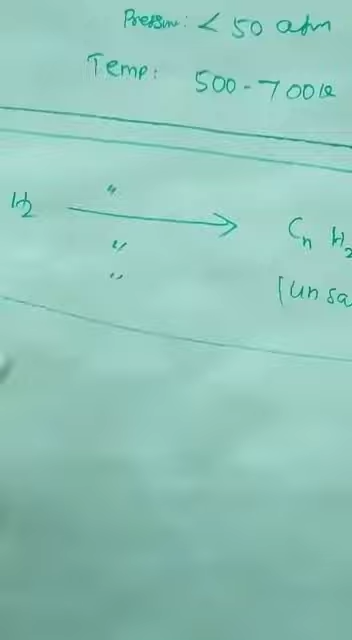 Pressure: < 50 atm
Temp: 500-700K
"
H2 → Cn H2
"
[unsa
"